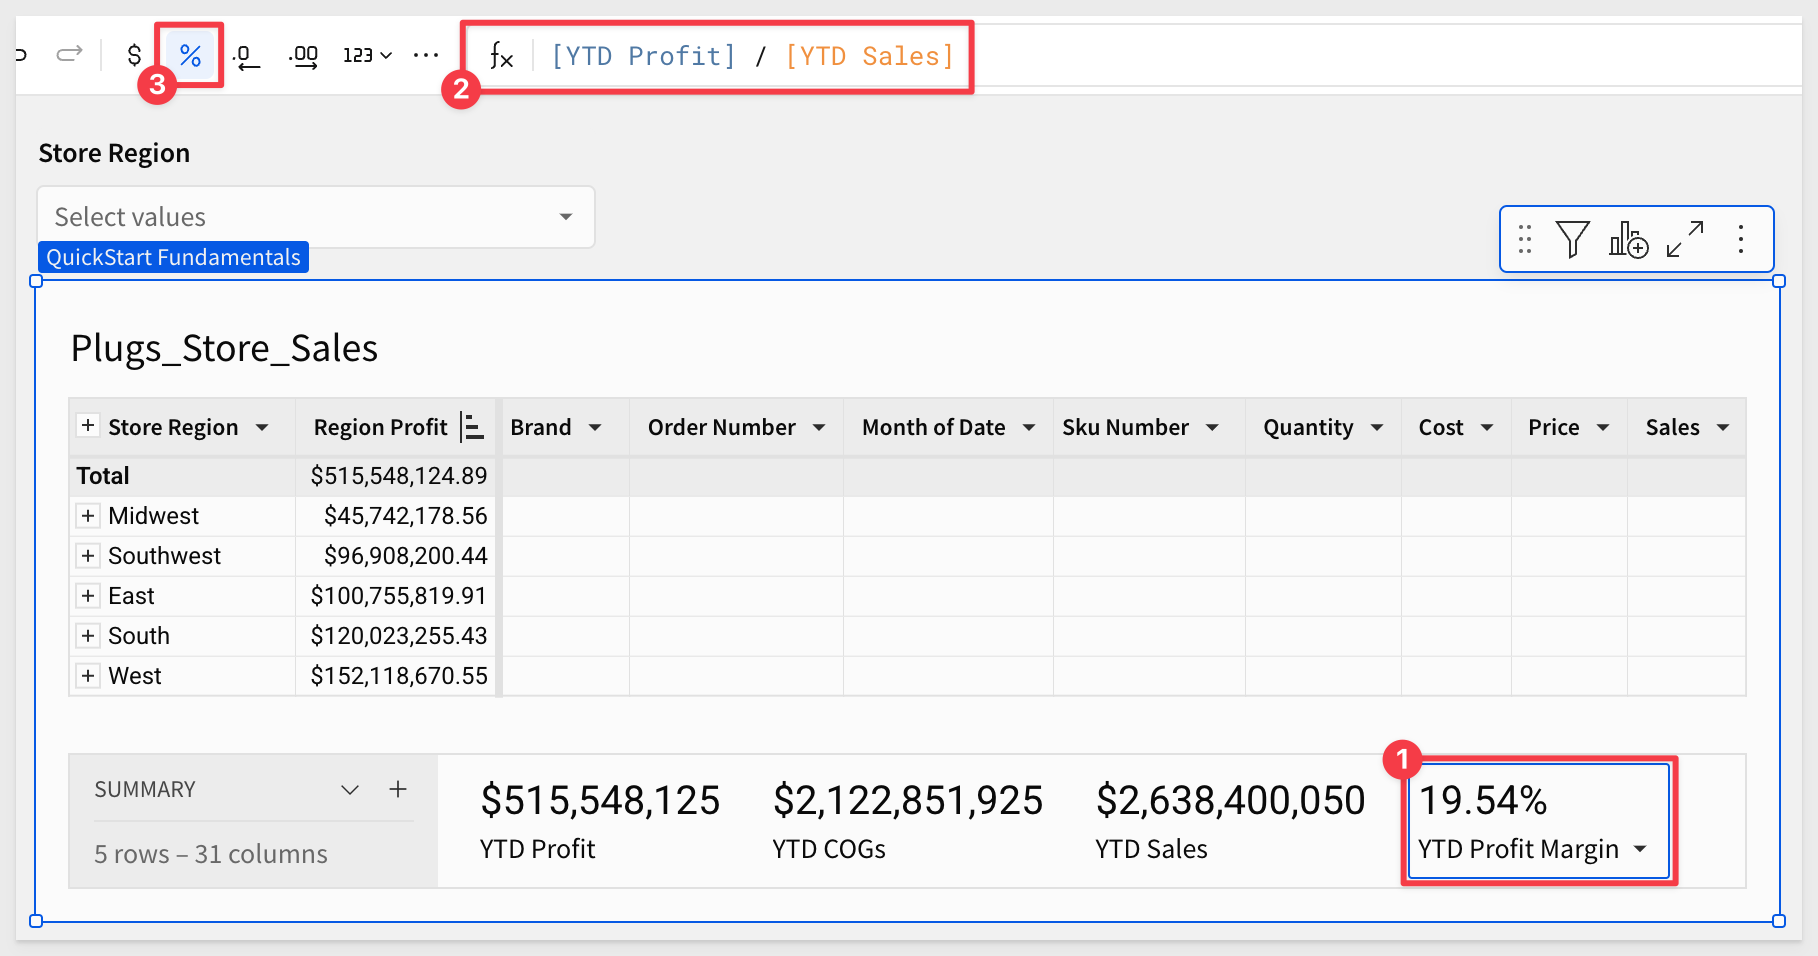 $ % .0 .00 123 ...
3
2
fx [YTD Profit] / [YTD Sales]
Store Region
Select values
QuickStart Fundamentals
Plugs_Store_Sales
Store Region Region Profit Brand Order Number Month of Date Sku Number Quantity Cost Price Sales
Total $515,548,124.89
Midwest $45,742,178.56
Southwest $96,908,200.44
East $100,755,819.91
South $120,023,255.43
West $152,118,670.55
1
SUMMARY
5 rows – 31 columns
$515,548,125 $2,122,851,925 $2,638,400,050 19.54%
YTD Profit YTD COGs YTD Sales YTD Profit Margin